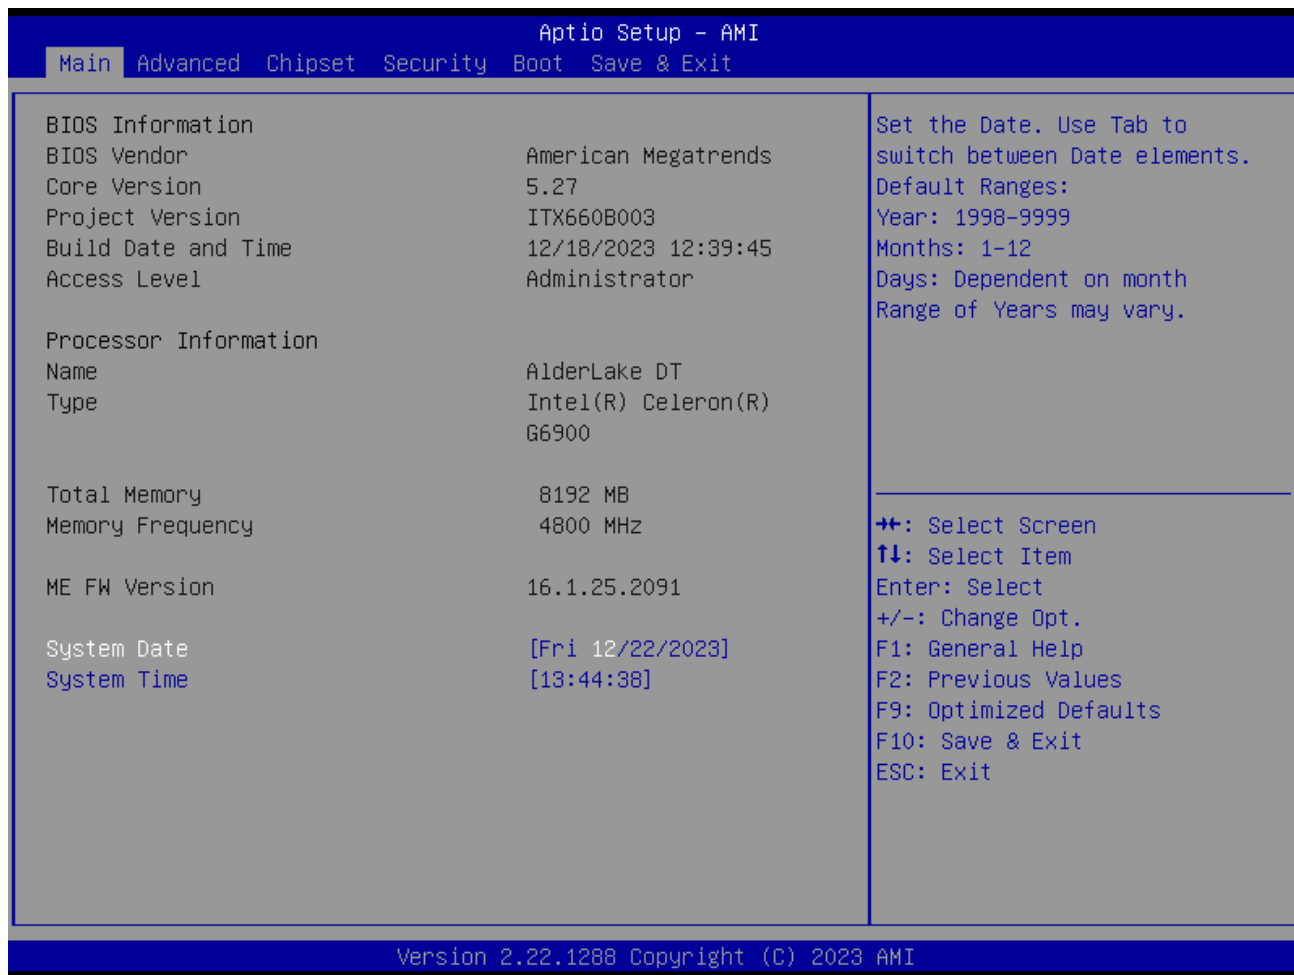 Aptio Setup – AMI
Main Advanced Chipset Security Boot Save & Exit
BIOS Information
BIOS Vendor American Megatrends
Core Version 5.27
Project Version ITX660B003
Build Date and Time 12/18/2023 12:39:45
Access Level Administrator
Processor Information
Name AlderLake DT
Type Intel(R) Celeron(R)
G6900
Total Memory 8192 MB
Memory Frequency 4800 MHz
ME FW Version 16.1.25.2091
System Date [Fri 12/22/2023]
System Time [13:44:38]
Set the Date. Use Tab to
switch between Date elements.
Default Ranges:
Year: 1998–9999
Months: 1–12
Days: Dependent on month
Range of Years may vary.
→←: Select Screen
↑↓: Select Item
Enter: Select
+/–: Change Opt.
F1: General Help
F2: Previous Values
F9: Optimized Defaults
F10: Save & Exit
ESC: Exit
Version 2.22.1288 Copyright (C) 2023 AMI